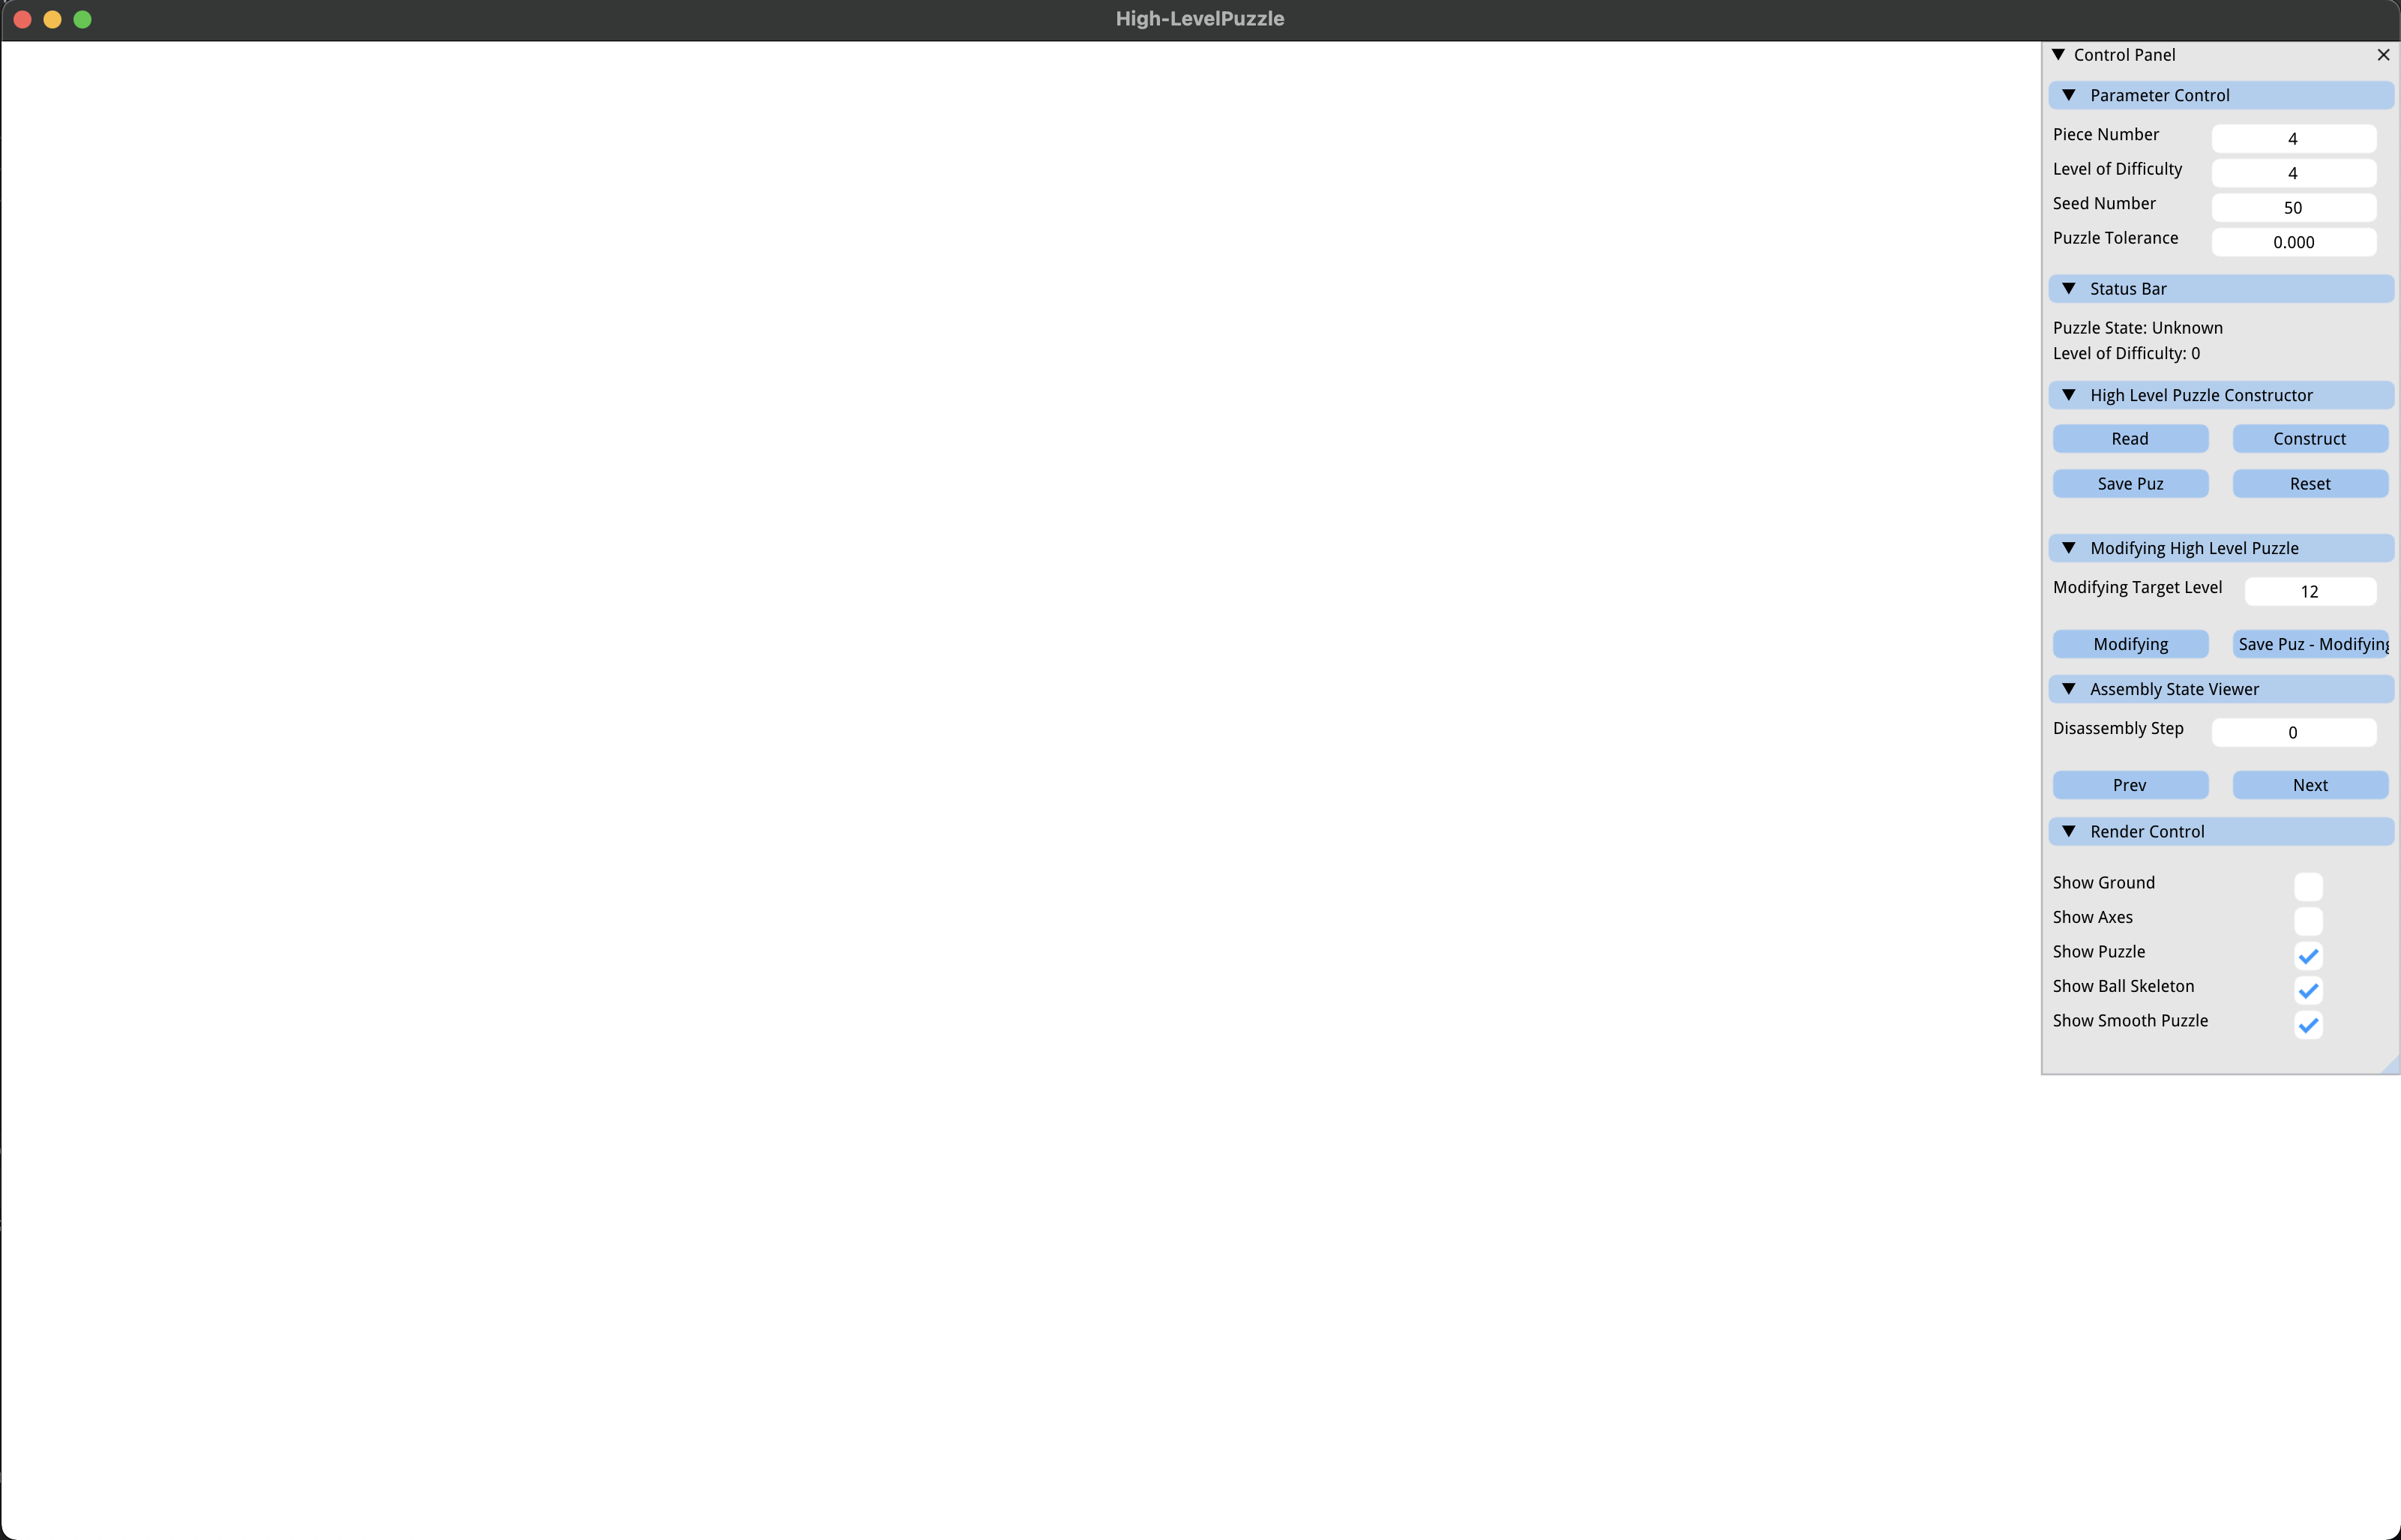 High-LevelPuzzle
Control Panel
Parameter Control
Piece Number 4
Level of Difficulty 4
Seed Number 50
Puzzle Tolerance 0.000
Status Bar
Puzzle State: Unknown
Level of Difficulty: 0
High Level Puzzle Constructor
Read Construct
Save Puz Reset
Modifying High Level Puzzle
Modifying Target Level 12
Modifying Save Puz - Modifying
Assembly State Viewer
Disassembly Step 0
Prev Next
Render Control
Show Ground
Show Axes
Show Puzzle
Show Ball Skeleton
Show Smooth Puzzle